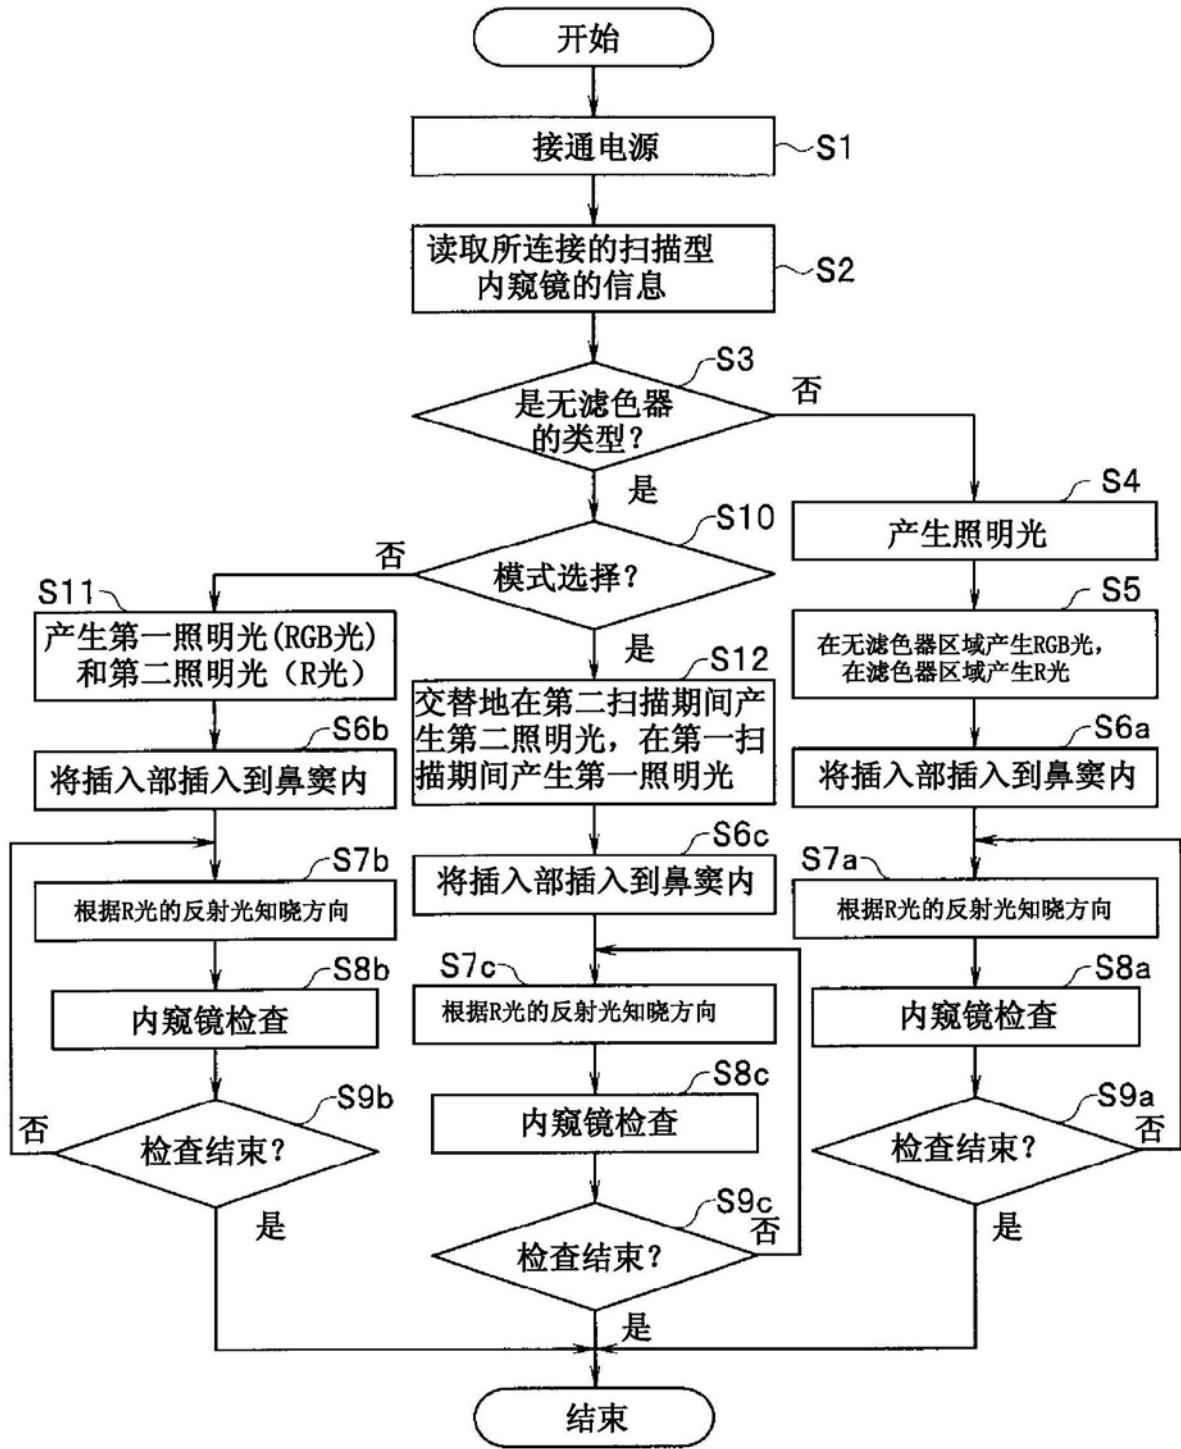 开始
接通电源
S1
读取所连接的扫描型
内窥镜的信息
S2
S3
是无滤色器
的类型?
否
是
S4
产生照明光
S10
模式选择?
否
是
S11
产生第一照明光(RGB光)
和第二照明光（R光）
S12
交替地在第二扫描期间产
生第二照明光，在第一扫
描期间产生第一照明光
S5
在无滤色器区域产生RGB光，
在滤色器区域产生R光
S6b
将插入部插入到鼻窦内
S6a
将插入部插入到鼻窦内
S6c
将插入部插入到鼻窦内
S7b
根据R光的反射光知晓方向
S7a
根据R光的反射光知晓方向
S7c
根据R光的反射光知晓方向
S8b
内窥镜检查
S8a
内窥镜检查
S8c
内窥镜检查
S9b
检查结束?
否
是
S9a
检查结束?
否
是
S9c
检查结束?
否
是
结束